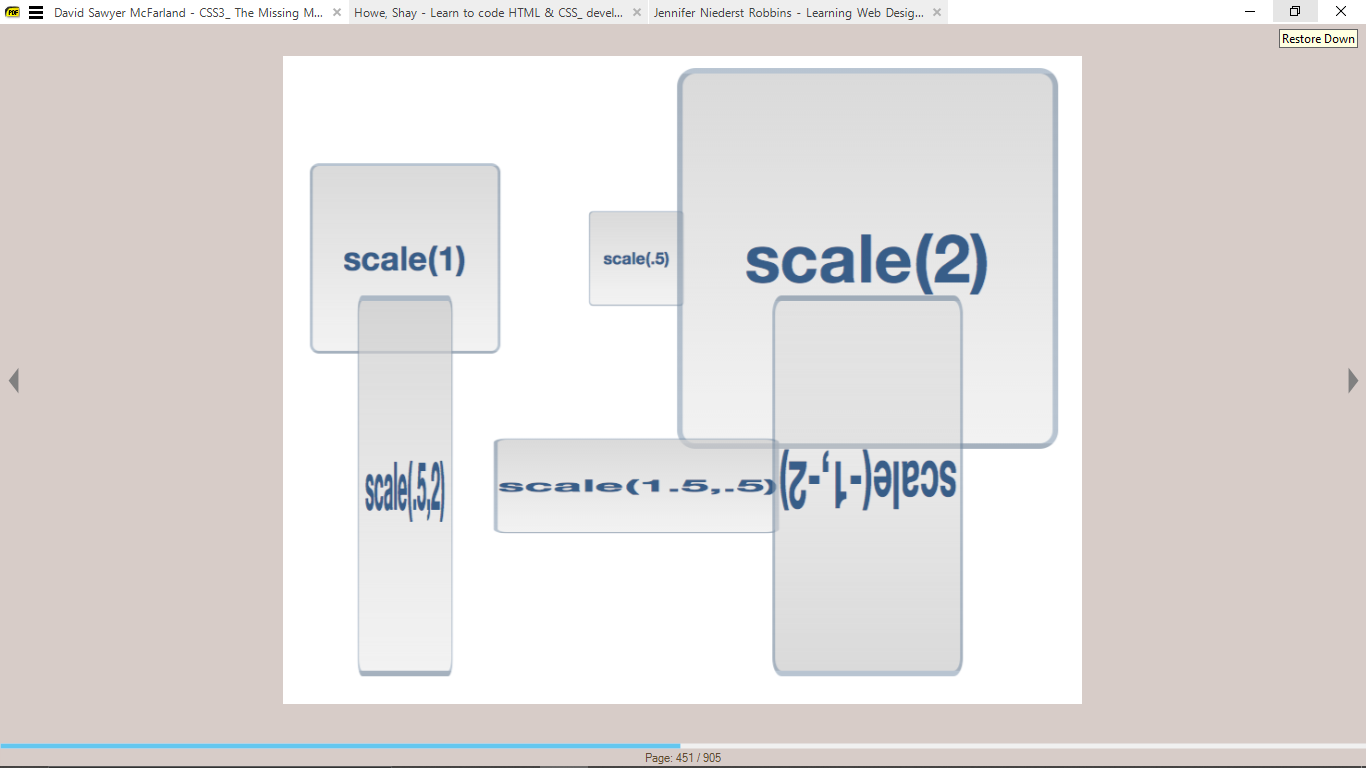 PDF
David Sawyer McFarland - CSS3_ The Missing M...
Howe, Shay - Learn to code HTML & CSS_ devel...
Jennifer Niederst Robbins - Learning Web Desig...
Restore Down
scale(1)
scale(.5)
scale(2)
scale(.5,2)
scale(1.5,.5)
scale(-1,-2)
Page: 451 / 905